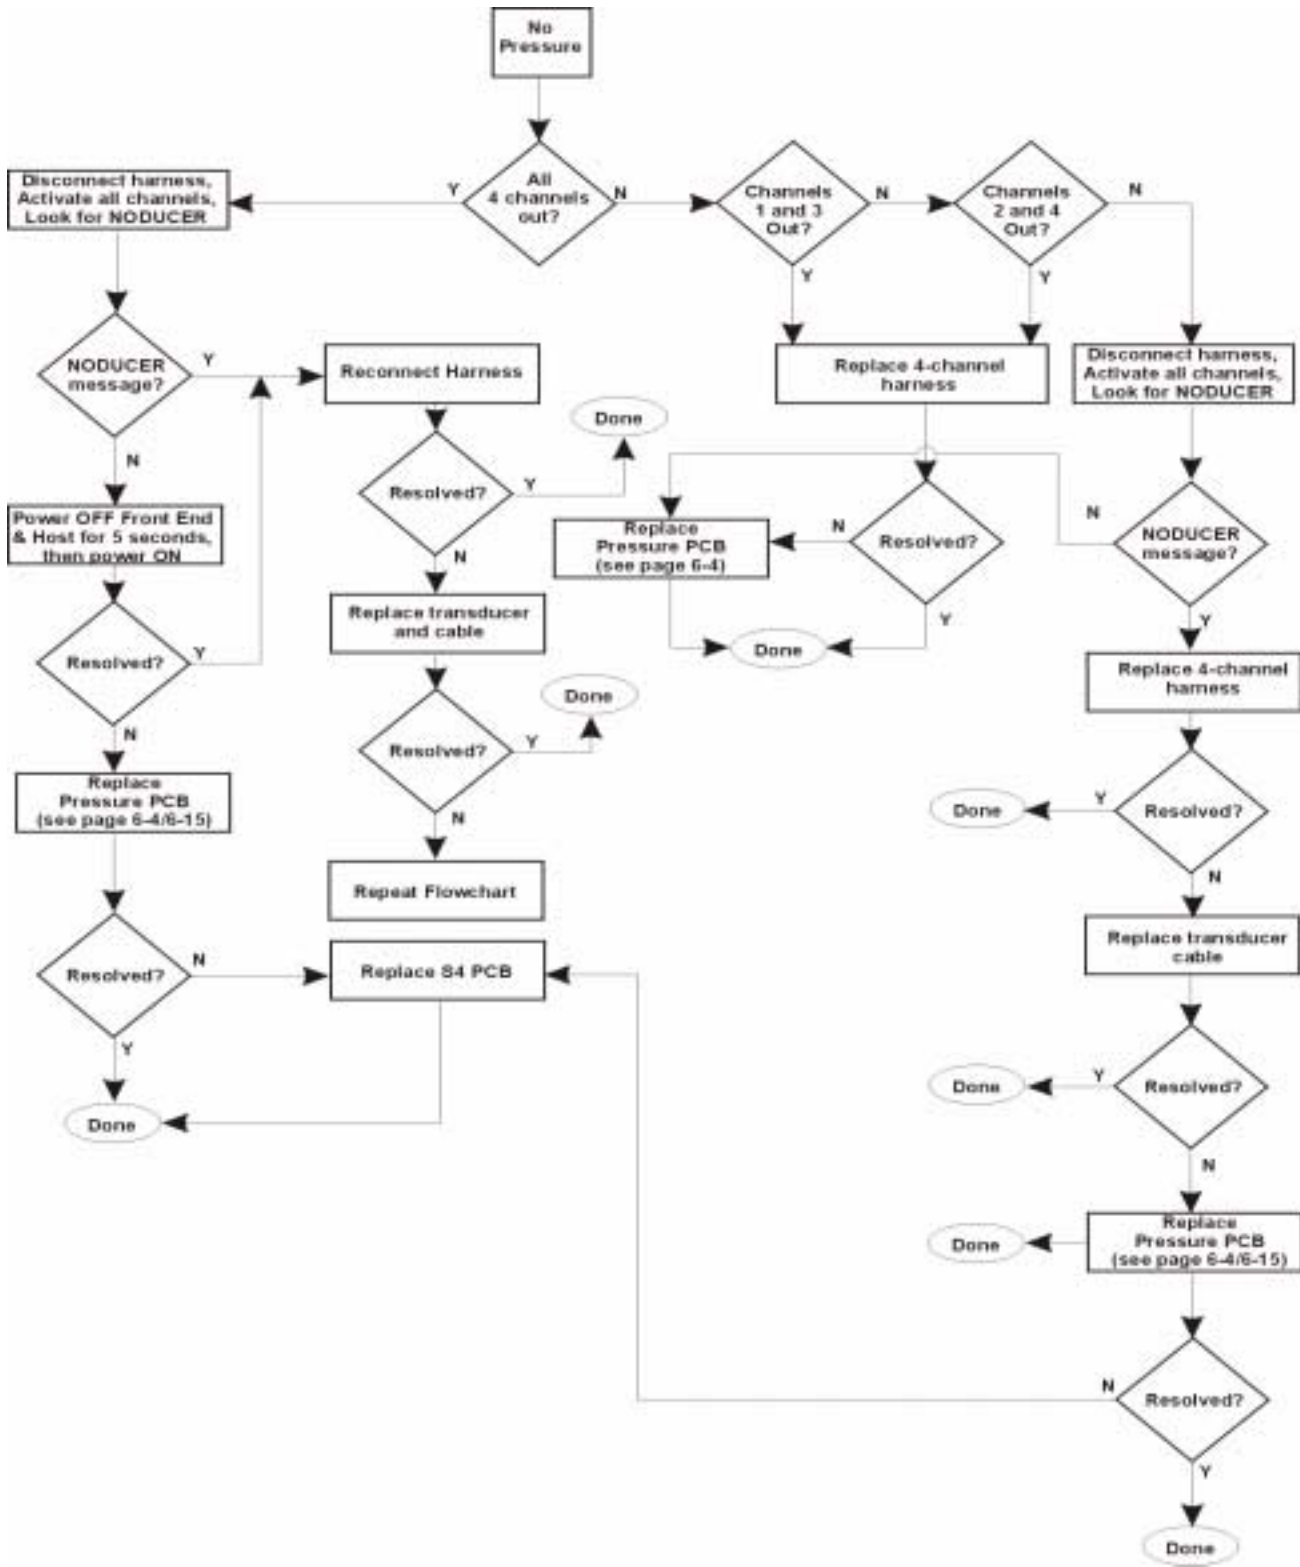 No
Pressure
All
4 channels
out?
Y
N
Channels
1 and 3
Out?
N
Y
Channels
2 and 4
Out?
N
Y
Disconnect harness,
Activate all channels,
Look for NODUCER
NODUCER
message?
Y
N
Reconnect Harness
Resolved?
Y
N
Done
Power OFF Front End
& Host for 5 seconds,
then power ON
Resolved?
Y
N
Replace transducer
and cable
Resolved?
Y
N
Done
Repeat Flowchart
Replace
Pressure PCB
(see page 6-4/6-15)
Resolved?
N
Y
Replace S4 PCB
Done
Replace 4-channel
harness
Resolved?
N
Y
Replace
Pressure PCB
(see page 6-4)
Done
Disconnect harness,
Activate all channels,
Look for NODUCER
NODUCER
message?
N
Y
Replace 4-channel
harness
Resolved?
Y
N
Done
Replace transducer
cable
Resolved?
Y
N
Done
Replace
Pressure PCB
(see page 6-4/6-15)
Done
Resolved?
N
Y
Done